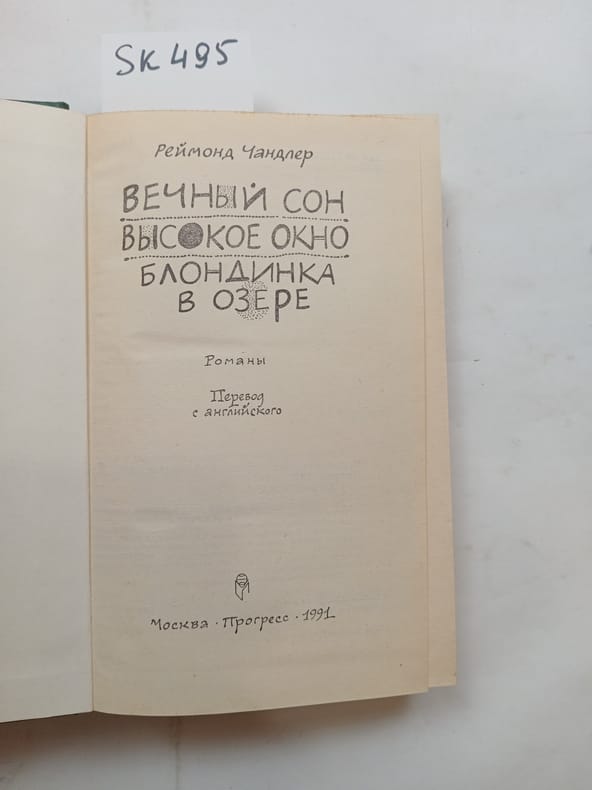 SK 495
Реймонд Чандлер
ВЕЧНЫЙ СОН
ВЫСОКОЕ ОКНО
БЛОНДИНКА
В ОЗЕРЕ
Романы
Перевод
с английского
Москва · Прогресс · 1991